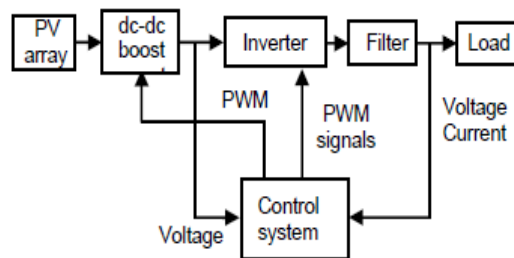 PV
array
dc-dc
boost
Inverter
Filter
Load
PWM
PWM
signals
Voltage
Current
Voltage
Control
system